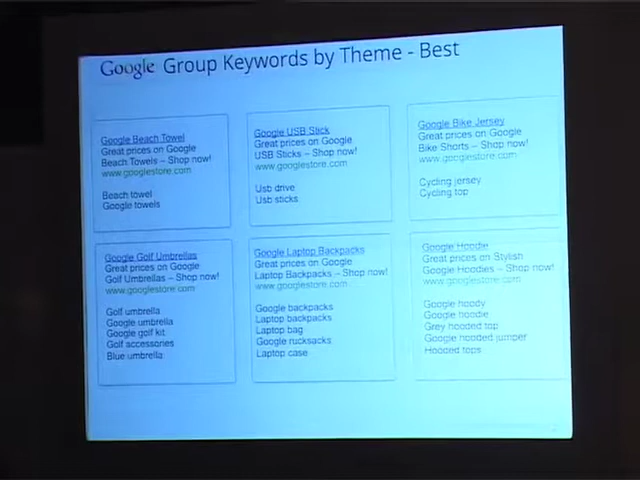 Google Group Keywords by Theme - Best
Google Beach Towel
Great prices on Google
Beach Towels – Shop now!
www.googlestore.com
Beach towel
Google towels
Google USB Stick
Great prices on Google
USB Sticks – Shop now!
www.googlestore.com
Usb drive
Usb sticks
Google Bike Jersey
Great prices on Google
Bike Shorts – Shop now!
www.googlestore.com
Cycling jersey
Cycling top
Google Golf Umbrellas
Great prices on Google
Golf Umbrellas – Shop now!
www.googlestore.com
Golf umbrella
Google umbrella
Google golf kit
Golf accessories
Blue umbrella
Google Laptop Backpacks
Great prices on Google
Laptop Backpacks – Shop now!
www.googlestore.com
Google backpacks
Laptop backpacks
Laptop bag
Google rucksacks
Laptop case
Google Hoodie
Great prices on Stylish
Google Hoodies – Shop now!
www.googlestore.com
Google hoody
Google hoodie
Grey hooded top
Google hooded jumper
Hooded tops